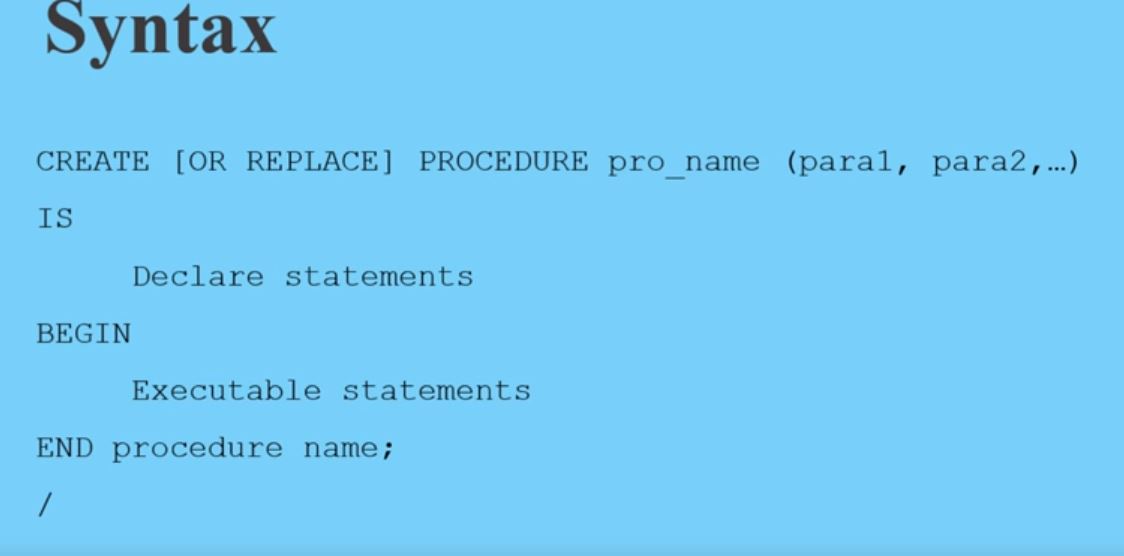 Syntax
CREATE [OR REPLACE] PROCEDURE pro_name (para1, para2,…)
IS
Declare statements
BEGIN
Executable statements
END procedure name;
/